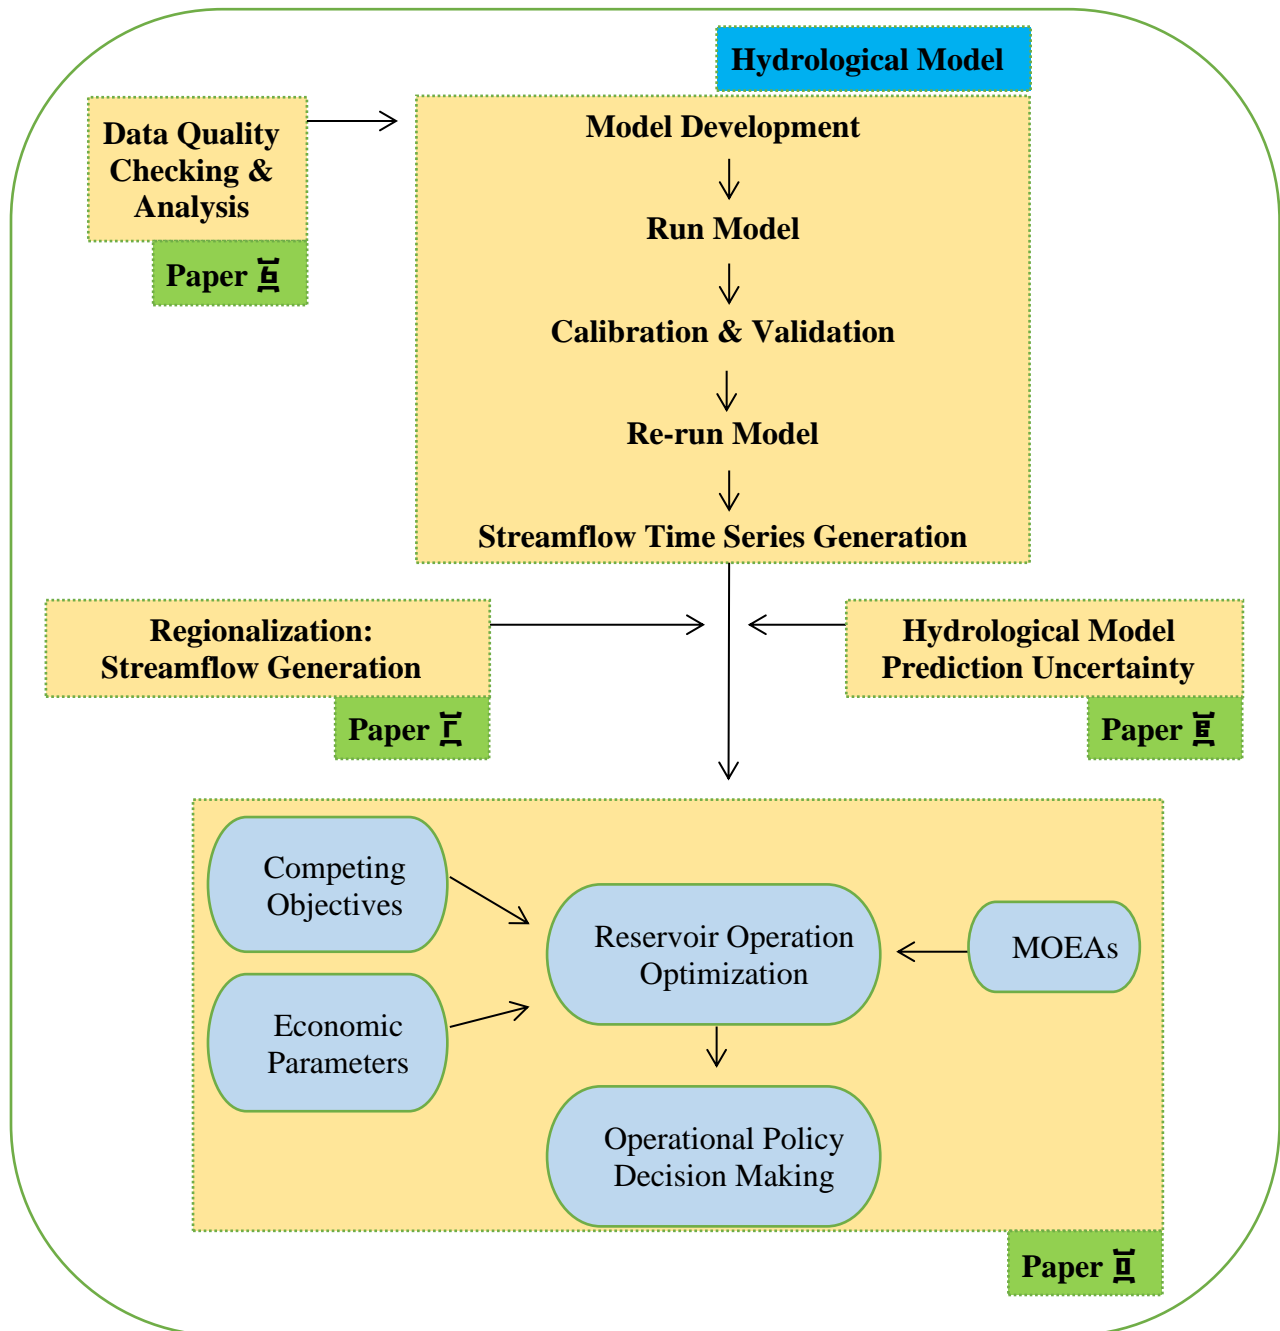 Hydrological Model
Data Quality
Checking &
Analysis
Paper
Model Development
Run Model
Calibration & Validation
Re-run Model
Streamflow Time Series Generation
Regionalization:
Streamflow Generation
Paper
Hydrological Model
Prediction Uncertainty
Paper
Competing
Objectives
Economic
Parameters
Reservoir Operation
Optimization
MOEAs
Operational Policy
Decision Making
Paper